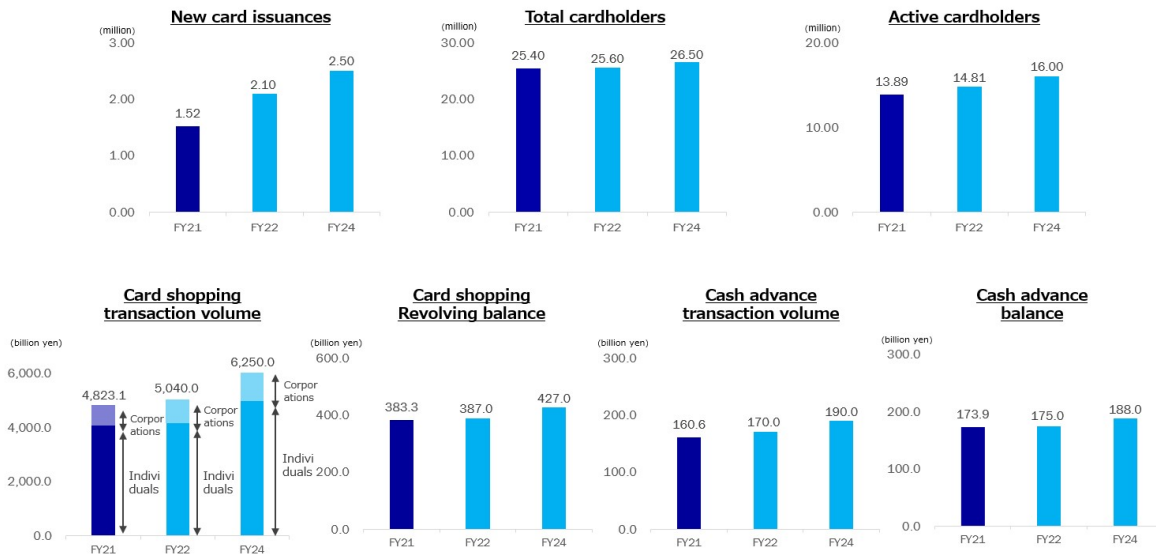 New card issuances
(million)
3.00
2.00
1.00
0.00
1.52
2.10
2.50
FY21
FY22
FY24
Total cardholders
(million)
30.00
20.00
10.00
0.00
25.40
25.60
26.50
FY21
FY22
FY24
Active cardholders
(million)
20.00
10.00
0.00
13.89
14.81
16.00
FY21
FY22
FY24
Card shopping
transaction volume
(billion yen)
6,000.0
4,000.0
2,000.0
0.0
4,823.1
5,040.0
6,250.0
Corpor
ations
Indivi
duals
Corpor
ations
Indivi
duals
Corpor
ations
Indivi
duals
FY21
FY22
FY24
Card shopping
Revolving balance
(billion yen)
600.0
400.0
200.0
0.0
383.3
387.0
427.0
FY21
FY22
FY24
Cash advance
transaction volume
(billion yen)
300.0
200.0
100.0
0.0
160.6
170.0
190.0
FY21
FY22
FY24
Cash advance
balance
(billion yen)
300.0
200.0
100.0
0.0
173.9
175.0
188.0
FY21
FY22
FY24